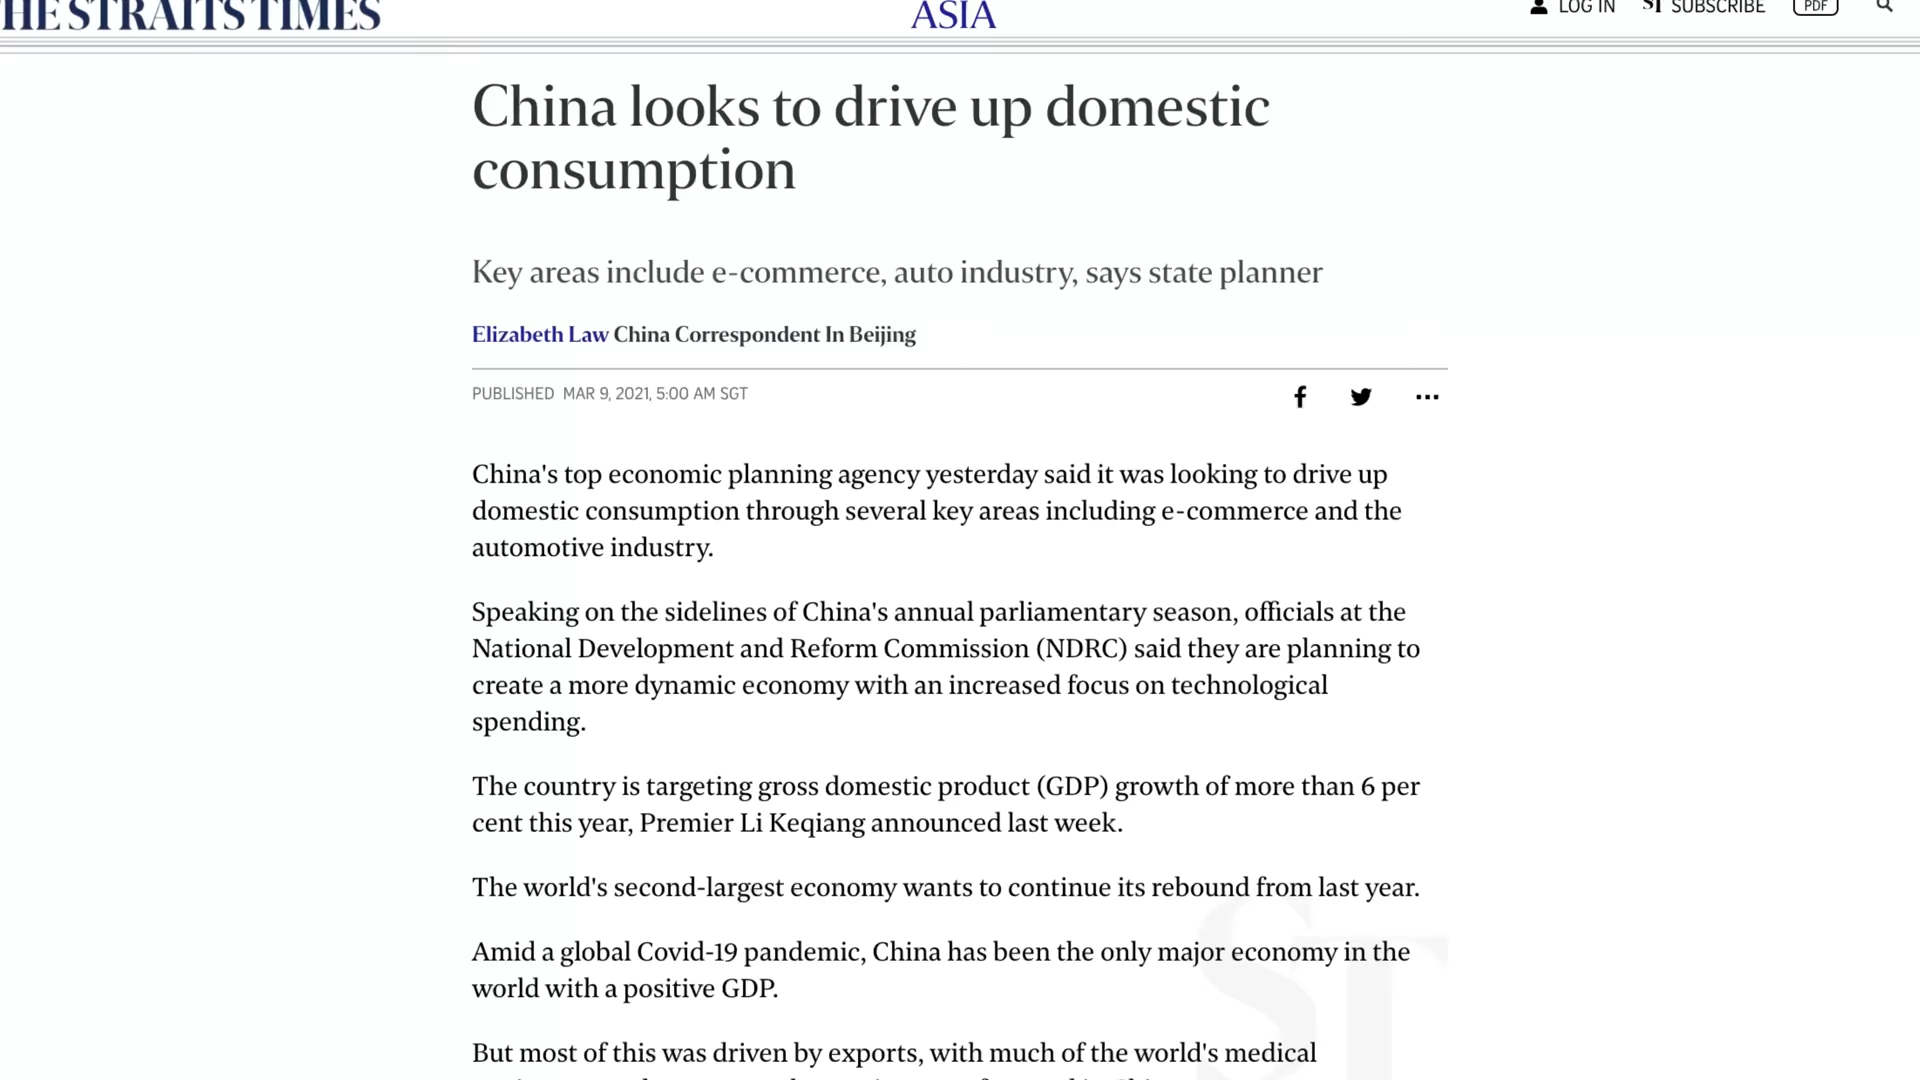 THE STRAITS TIMES
ASIA
LOG IN
ST SUBSCRIBE
PDF
China looks to drive up domestic
consumption
Key areas include e-commerce, auto industry, says state planner
Elizabeth Law China Correspondent In Beijing
PUBLISHED MAR 9, 2021, 5:00 AM SGT
China's top economic planning agency yesterday said it was looking to drive up
domestic consumption through several key areas including e-commerce and the
automotive industry.
Speaking on the sidelines of China's annual parliamentary season, officials at the
National Development and Reform Commission (NDRC) said they are planning to
create a more dynamic economy with an increased focus on technological
spending.
The country is targeting gross domestic product (GDP) growth of more than 6 per
cent this year, Premier Li Keqiang announced last week.
The world's second-largest economy wants to continue its rebound from last year.
Amid a global Covid-19 pandemic, China has been the only major economy in the
world with a positive GDP.
But most of this was driven by exports, with much of the world's medical
ST